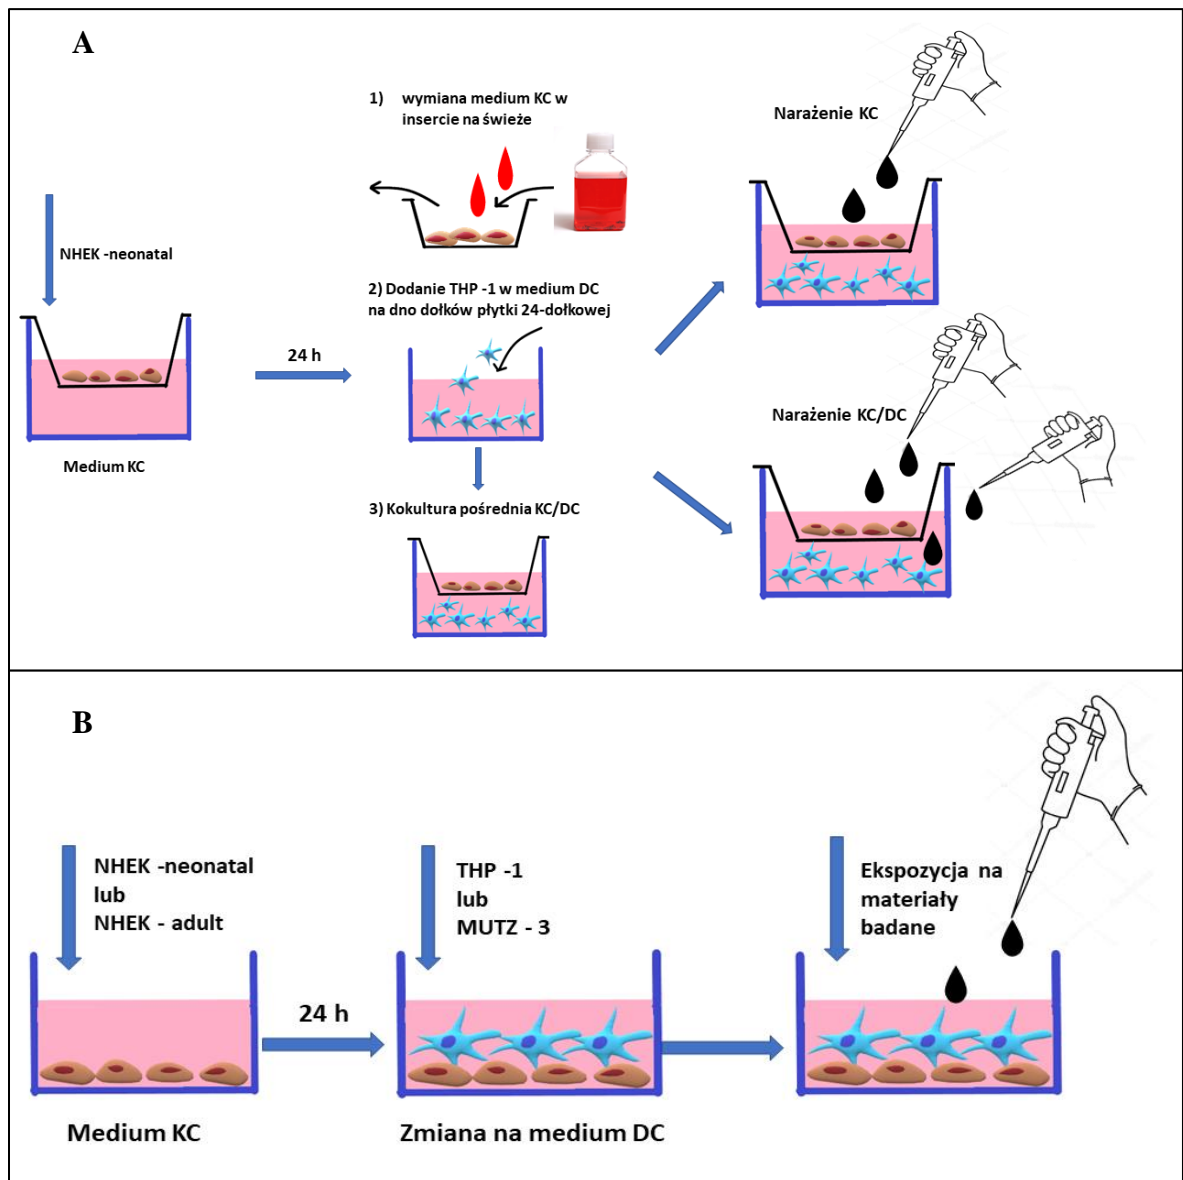 A
1) wymiana medium KC w
insercie na świeże
NHEK -neonatal
Medium KC
24 h
2) Dodanie THP -1 w medium DC
na dno dołków płytki 24-dołkowej
3) Kokultura pośrednia KC/DC
Narażenie KC
Narażenie KC/DC
B
NHEK -neonatal
lub
NHEK - adult
Medium KC
24 h
THP -1
lub
MUTZ - 3
Zmiana na medium DC
Ekspozycja na
materiały
badane